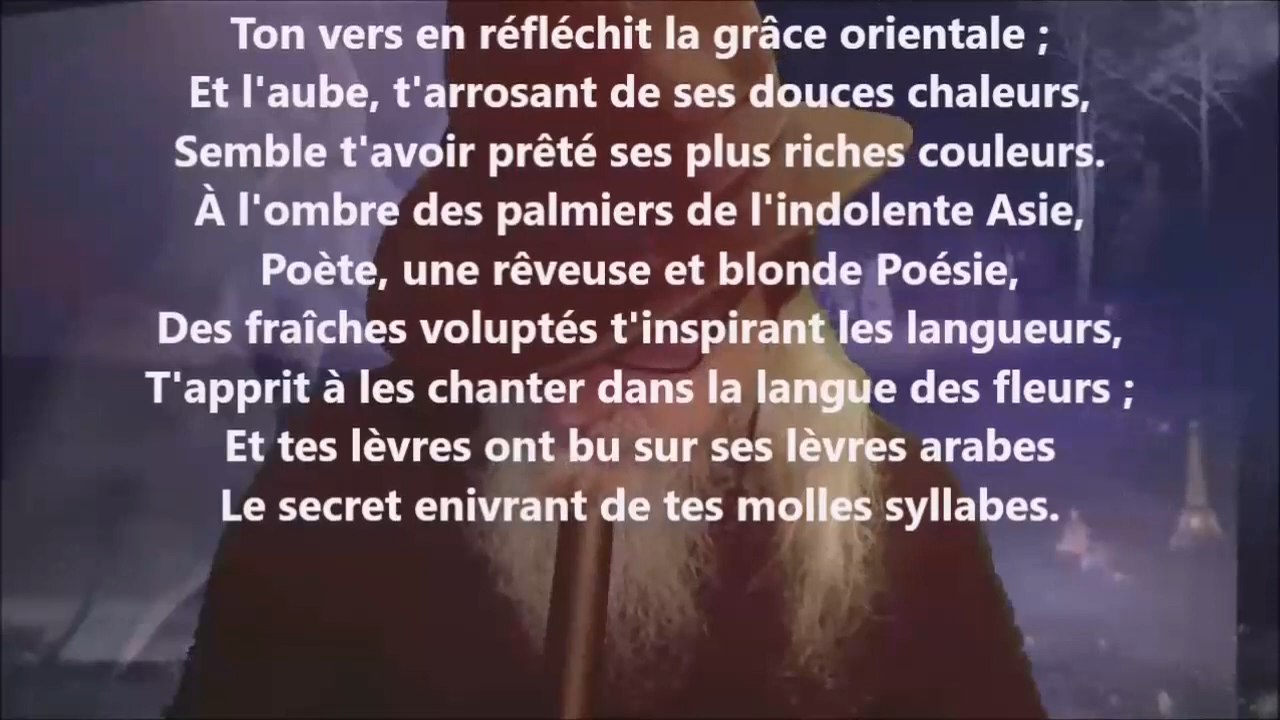 Ton vers en réfléchit la grâce orientale ;
Et l'aube, t'arrosant de ses douces chaleurs,
Semble t'avoir prêté ses plus riches couleurs.
À l'ombre des palmiers de l'indolente Asie,
Poète, une rêveuse et blonde Poésie,
Des fraîches voluptés t'inspirant les langueurs,
T'apprit à les chanter dans la langue des fleurs ;
Et tes lèvres ont bu sur ses lèvres arabes
Le secret enivrant de tes molles syllabes.